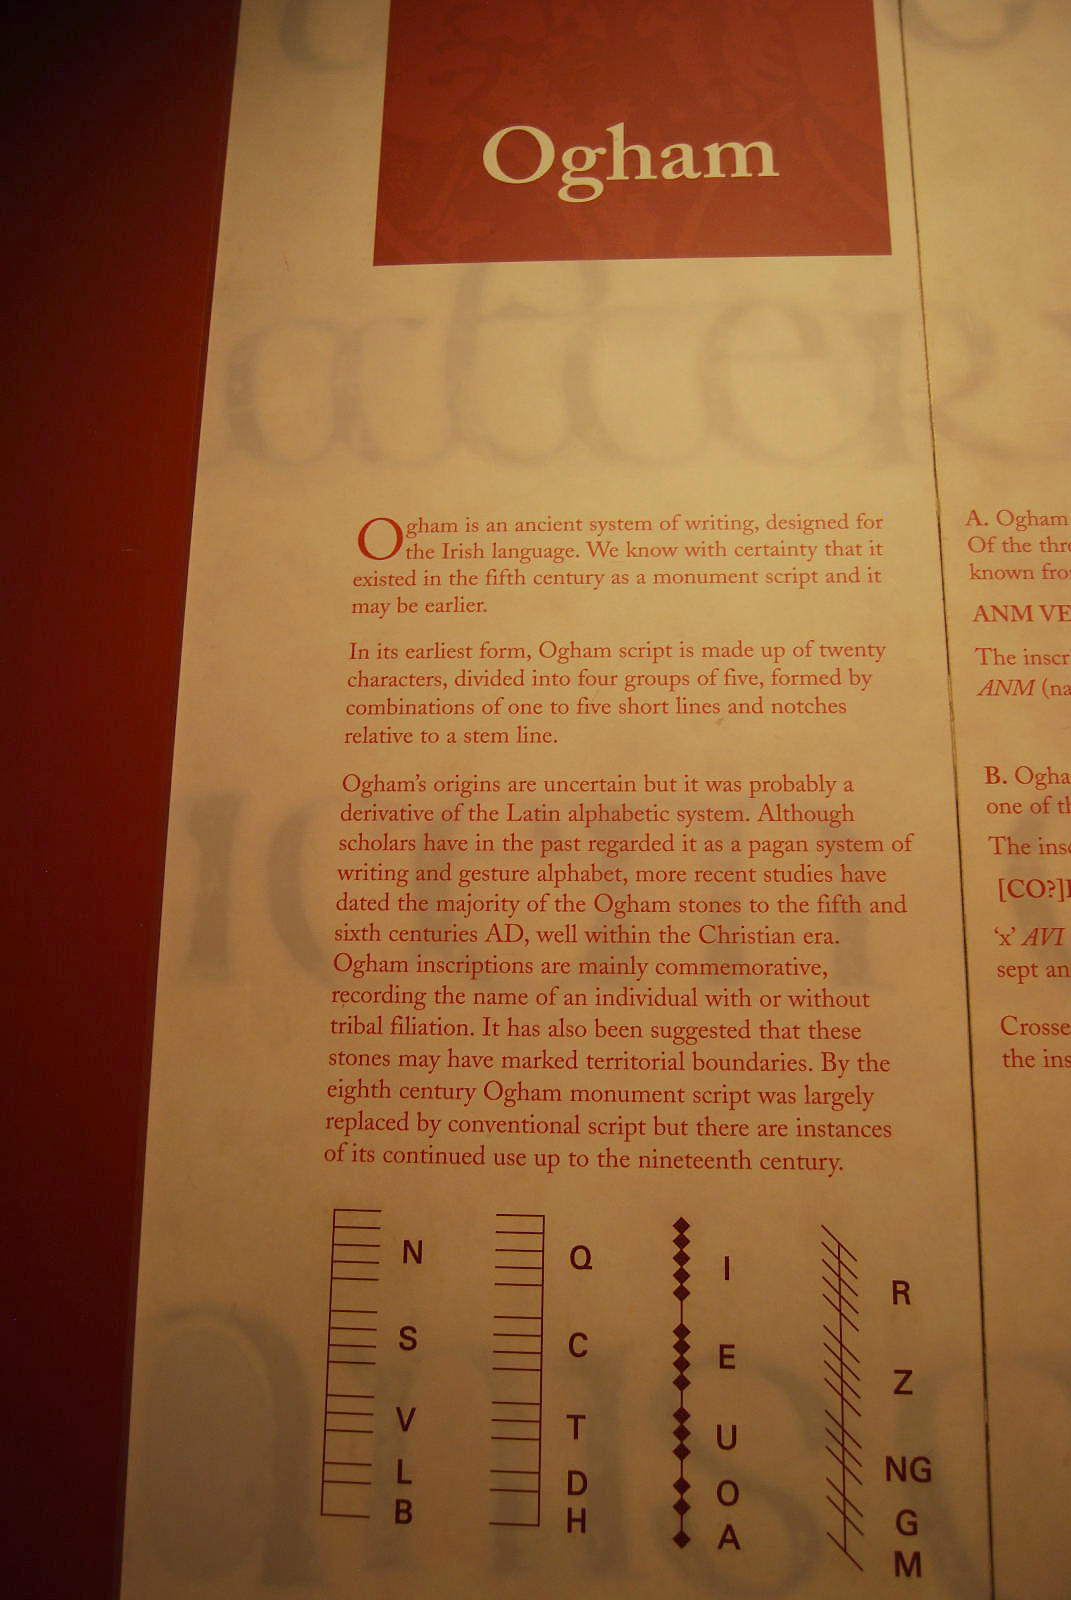 Ogham
Ogham is an ancient system of writing, designed for
the Irish language. We know with certainty that it
existed in the fifth century as a monument script and it
may be earlier.
In its earliest form, Ogham script is made up of twenty
characters, divided into four groups of five, formed by
combinations of one to five short lines and notches
relative to a stem line.
Ogham's origins are uncertain but it was probably a
derivative of the Latin alphabetic system. Although
scholars have in the past regarded it as a pagan system of
writing and gesture alphabet, more recent studies have
dated the majority of the Ogham stones to the fifth and
sixth centuries AD, well within the Christian era.
Ogham inscriptions are mainly commemorative,
recording the name of an individual with or without
tribal filiation. It has also been suggested that these
stones may have marked territorial boundaries. By the
eighth century Ogham monument script was largely
replaced by conventional script but there are instances
of its continued use up to the nineteenth century.
N
S
V
L
B
Q
C
T
D
H
I
E
U
O
A
R
Z
NG
G
M
A. Ogham
Of the
known
ANM
The
ANM
B.
one of
The
[CO?]
'x' AVI
sept
the